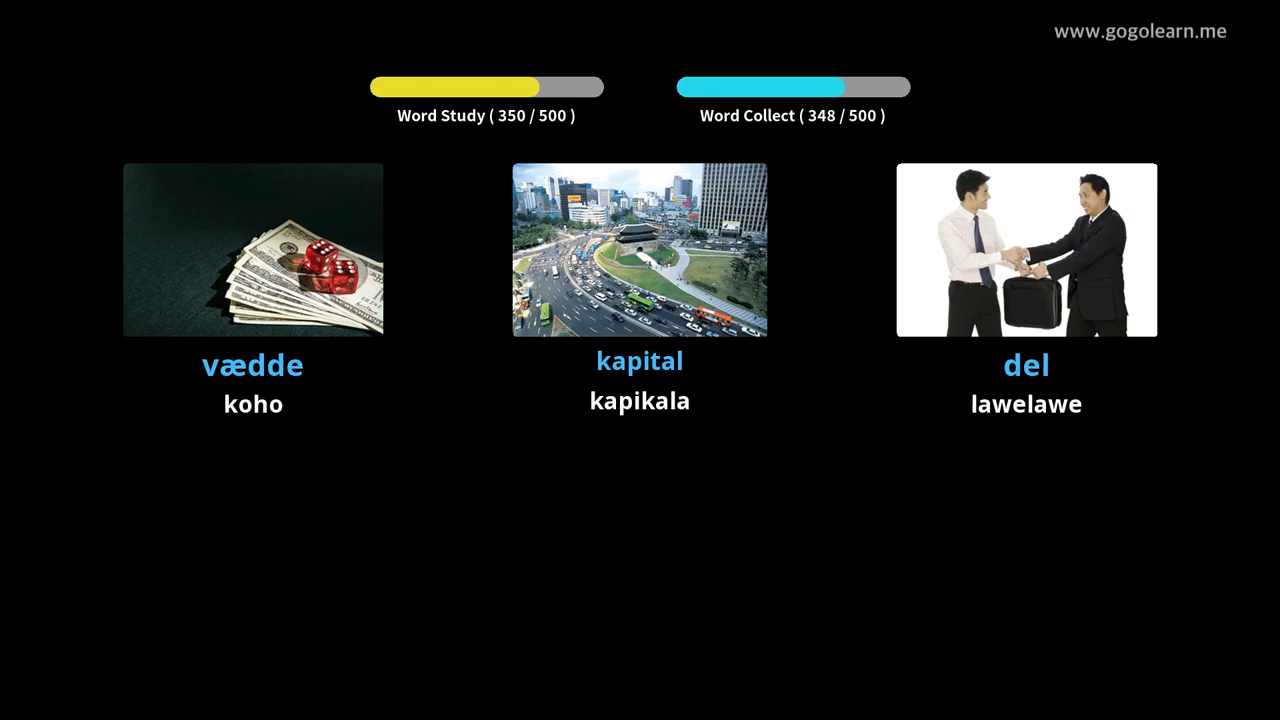 www.gogolearn.me
Word Study ( 350 / 500 )
Word Collect ( 348 / 500 )
vædde
koho
kapital
kapikala
del
lawelawe